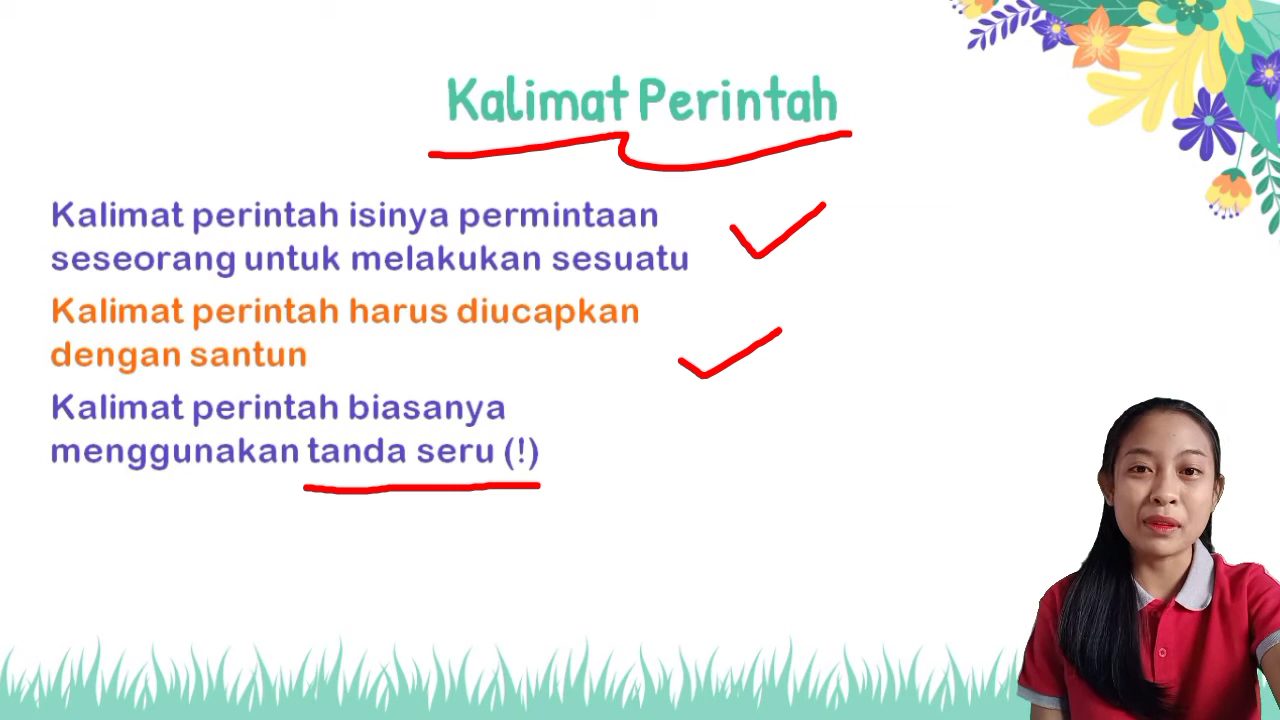 Kalimat Perintah
Kalimat perintah isinya permintaan
seseorang untuk melakukan sesuatu
Kalimat perintah harus diucapkan
dengan santun
Kalimat perintah biasanya
menggunakan tanda seru (!)